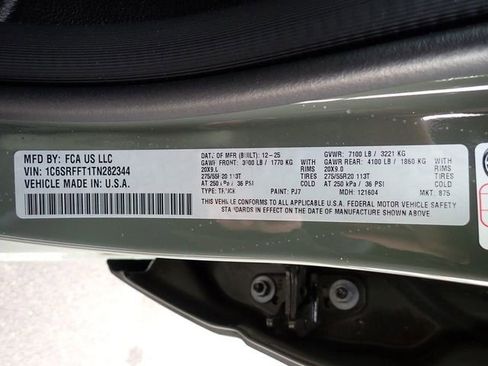 MFD BY: FCA US LLC
VIN: 1C6SRFFT1TN282344
VEHICLE MADE IN U.S.A.
DATE OF MFR (BUILT): 12-25 GVWR: 7100 LB / 3221 KG
GAWR FRONT: 3900 LB / 1770 KG WITH GAWR REAR: 4100 LB / 1860 KG WITH
20X9.0 RIMS 20X9.0 RIMS
275/55R20 113T TIRES 275/55R20 113T TIRES
AT 250 kPa / 36 PSI AT 250 kPa / 36 PSI
TYPE: TRUCK PAINT: PJ7 MDH: 121604 MKT: 875
THIS VEHICLE CONFORMS TO ALL APPLICABLE U.S.A. FEDERAL MOTOR VEHICLE SAFETY
STANDARDS IN EFFECT ON THE DATE OF MANUFACTURE SHOWN ABOVE.